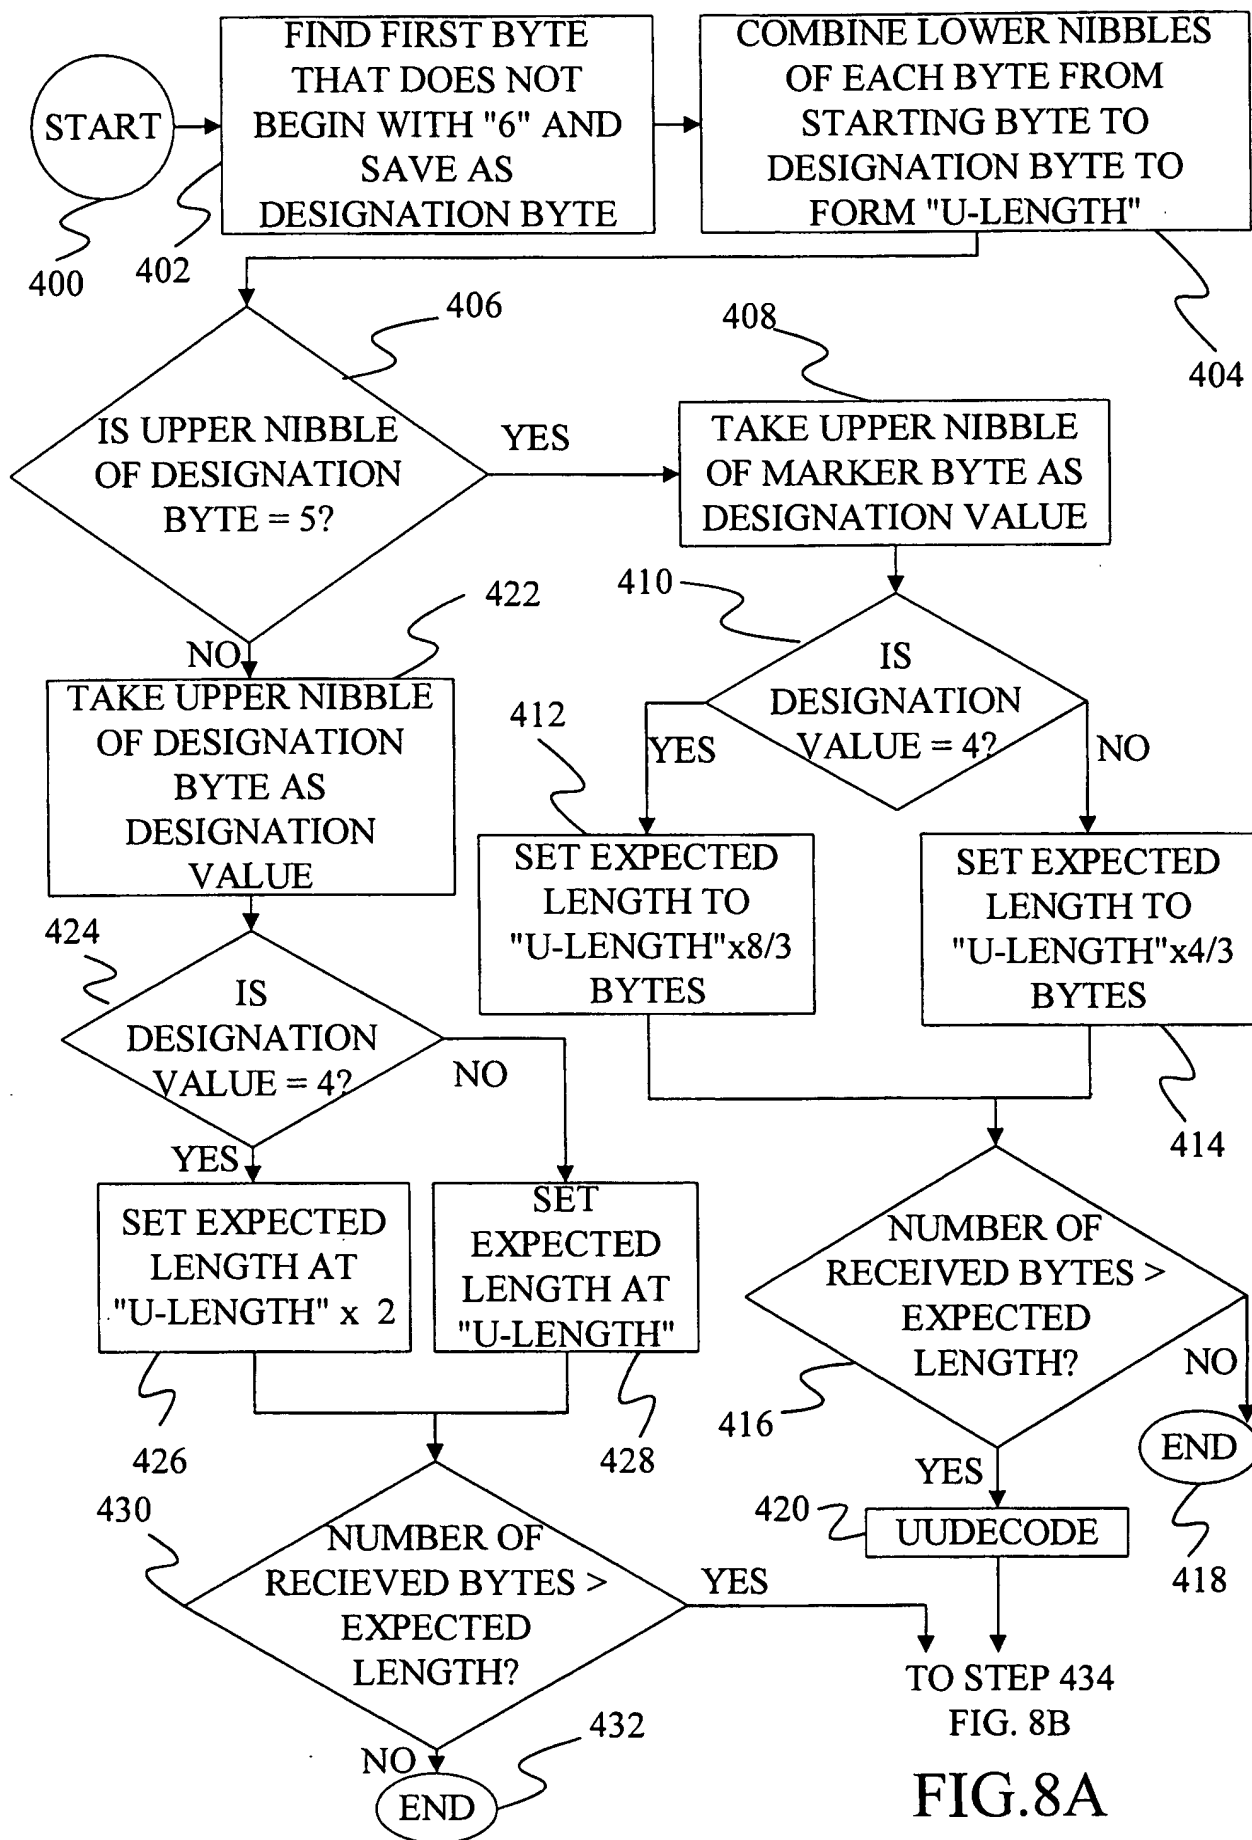 START
FIND FIRST BYTE
THAT DOES NOT
BEGIN WITH "6" AND
SAVE AS
DESIGNATION BYTE
COMBINE LOWER NIBBLES
OF EACH BYTE FROM
STARTING BYTE TO
DESIGNATION BYTE TO
FORM "U-LENGTH"
400
402
404
406
IS UPPER NIBBLE
OF DESIGNATION
BYTE = 5?
YES
NO
408
TAKE UPPER NIBBLE
OF MARKER BYTE AS
DESIGNATION VALUE
410
IS
DESIGNATION
VALUE = 4?
YES
NO
412
SET EXPECTED
LENGTH TO
"U-LENGTH"x8/3
BYTES
SET EXPECTED
LENGTH TO
"U-LENGTH"x4/3
BYTES
414
422
TAKE UPPER NIBBLE
OF DESIGNATION
BYTE AS
DESIGNATION
VALUE
424
IS
DESIGNATION
VALUE = 4?
NO
YES
SET EXPECTED
LENGTH AT
"U-LENGTH" x 2
SET
EXPECTED
LENGTH AT
"U-LENGTH"
426
428
NUMBER OF
RECEIVED BYTES >
EXPECTED
LENGTH?
416
NO
YES
END
418
420
UUDECODE
430
NUMBER OF
RECIEVED BYTES >
EXPECTED
LENGTH?
YES
NO
END
432
TO STEP 434
FIG. 8B
FIG.8A